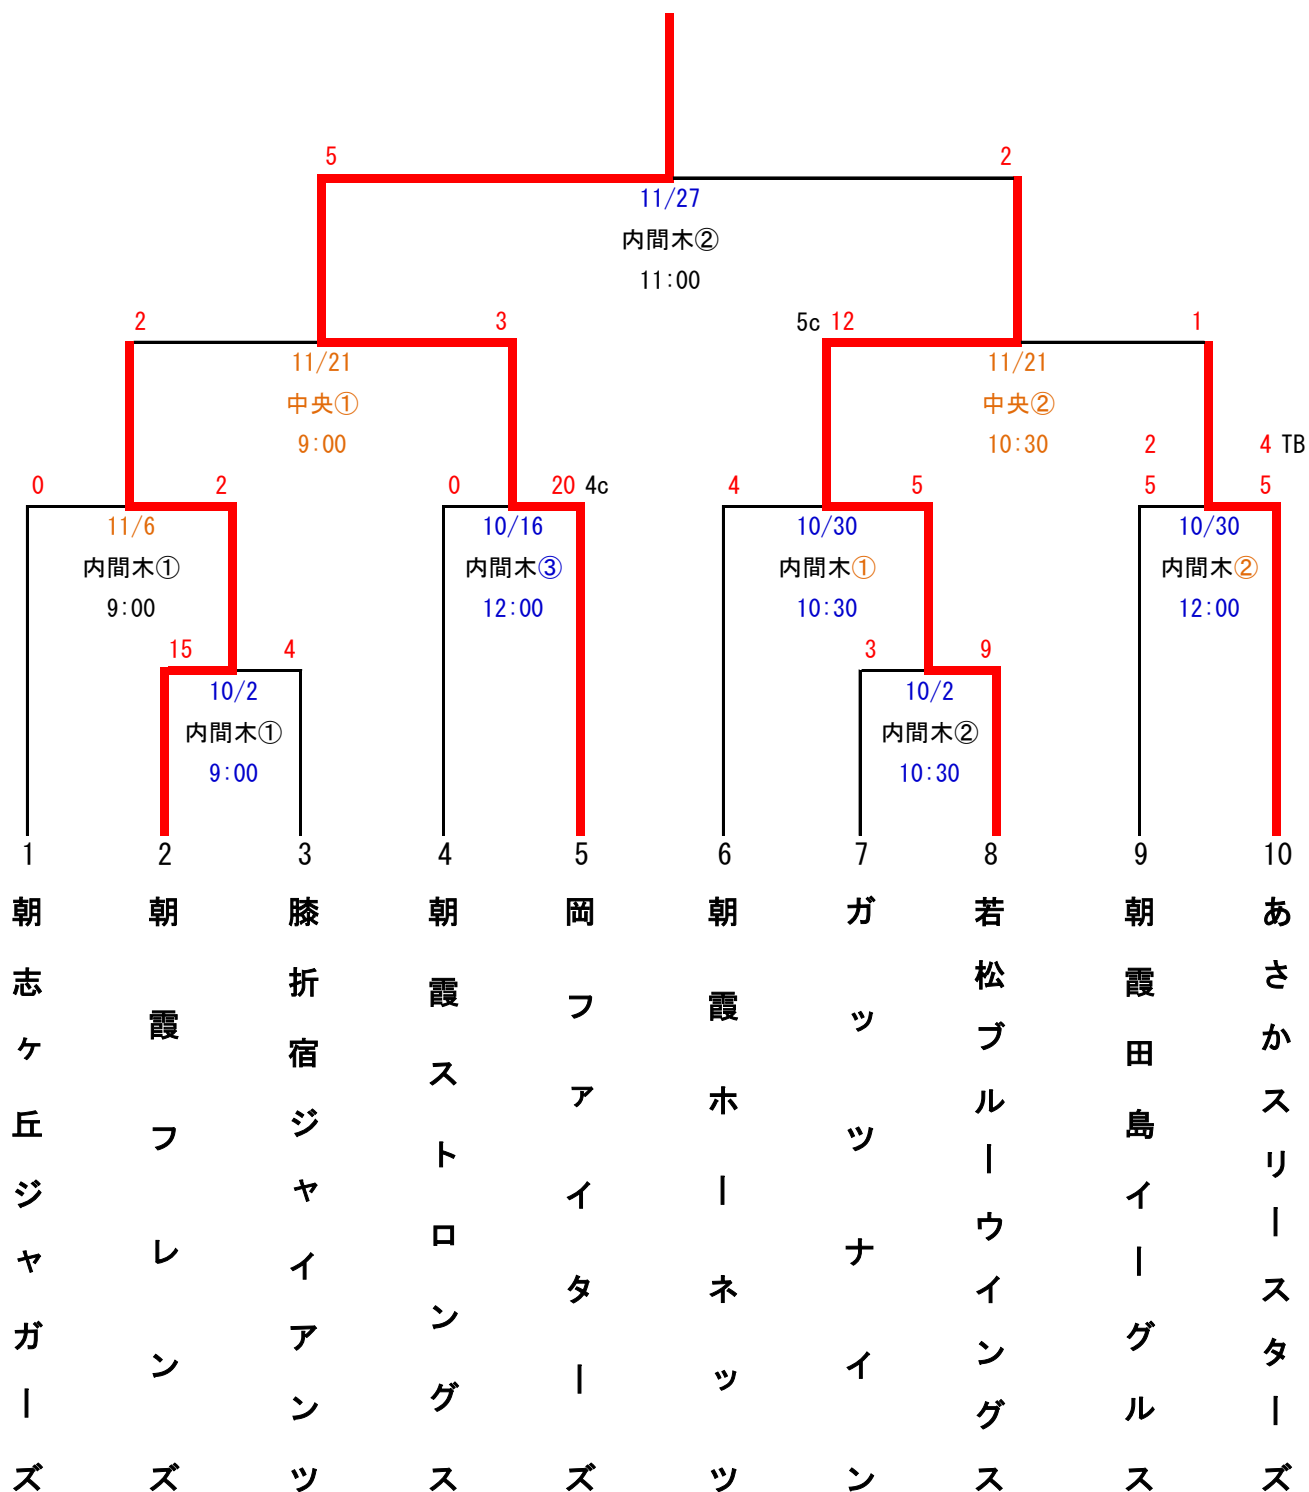 5 2
11/27
内間木②
11:00
2 3 5c 12 1
11/21 11/21
中央① 中央②
9:00 10:30 2 4 TB
0 2 0 20 4c 4 5 5 5
11/6 10/16 10/30 10/30
内間木① 内間木③ 内間木① 内間木②
9:00 12:00 10:30 12:00
15 4 3 9
10/2 10/2
内間木① 内間木②
9:00 10:30
1 2 3 4 5 6 7 8 9 10
朝志ヶ丘ジャガーズ
朝霞フレンズ
膝折宿ジャイアンツ
朝霞ストロングス
岡ファイターズ
朝霞ホーネッツ
ガッツナイン
若松ブルーウイングス
朝霞田島イーグルス
あさかスリースターズ